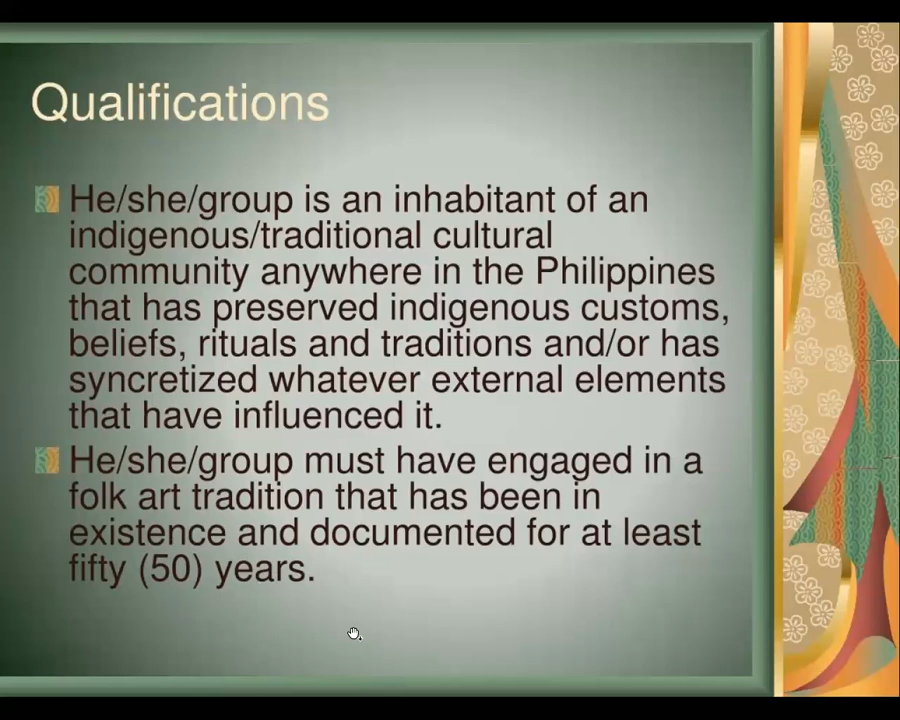 Qualifications
He/she/group is an inhabitant of an
indigenous/traditional cultural
community anywhere in the Philippines
that has preserved indigenous customs,
beliefs, rituals and traditions and/or has
syncretized whatever external elements
that have influenced it.
He/she/group must have engaged in a
folk art tradition that has been in
existence and documented for at least
fifty (50) years.